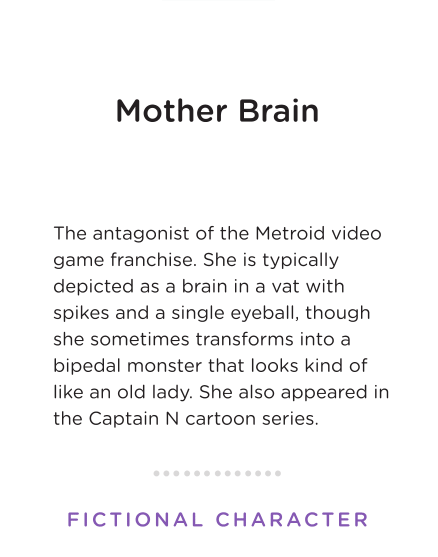 Mother Brain
The antagonist of the Metroid video
game franchise. She is typically
depicted as a brain in a vat with
spikes and a single eyeball, though
she sometimes transforms into a
bipedal monster that looks kind of
like an old lady. She also appeared in
the Captain N cartoon series.
FICTIONAL CHARACTER